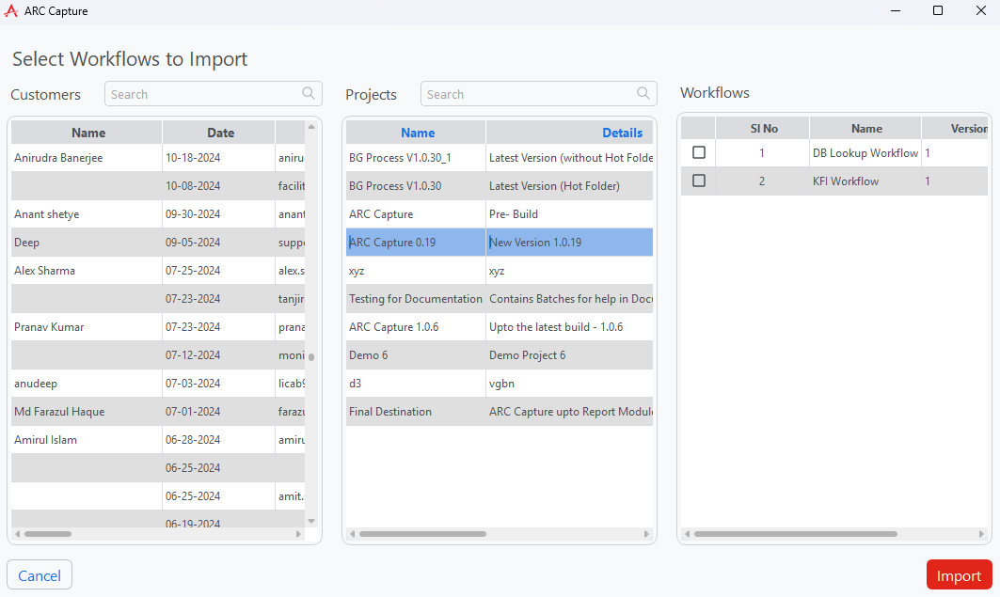 ARC Capture
Select Workflows to Import
Customers Search
Name Date
Anirudra Banerjee 10-18-2024 aniru
10-08-2024 facilit
Anant shetye 09-30-2024 anant
Deep 09-05-2024 suppo
Alex Sharma 07-25-2024 alex.s
07-23-2024 tanjir
Pranav Kumar 07-23-2024 prana
07-12-2024 moni
anudeep 07-03-2024 licab9
Md Farazul Haque 07-01-2024 farazu
Amirul Islam 06-28-2024 amiru
06-25-2024
06-25-2024 amit.
06-19-2024
Projects Search
Name Details
BG Process V1.0.30_1 Latest Version (without Hot Folde
BG Process V1.0.30 Latest Version (Hot Folder)
ARC Capture Pre- Build
ARC Capture 0.19 New Version 1.0.19
xyz xyz
Testing for Documentation Contains Batches for help in Docu
ARC Capture 1.0.6 Upto the latest build - 1.0.6
Demo 6 Demo Project 6
d3 vgbn
Final Destination ARC Capture upto Report Module
Workflows
Sl No Name Version
1 DB Lookup Workflow 1
2 KFI Workflow 1
Cancel Import